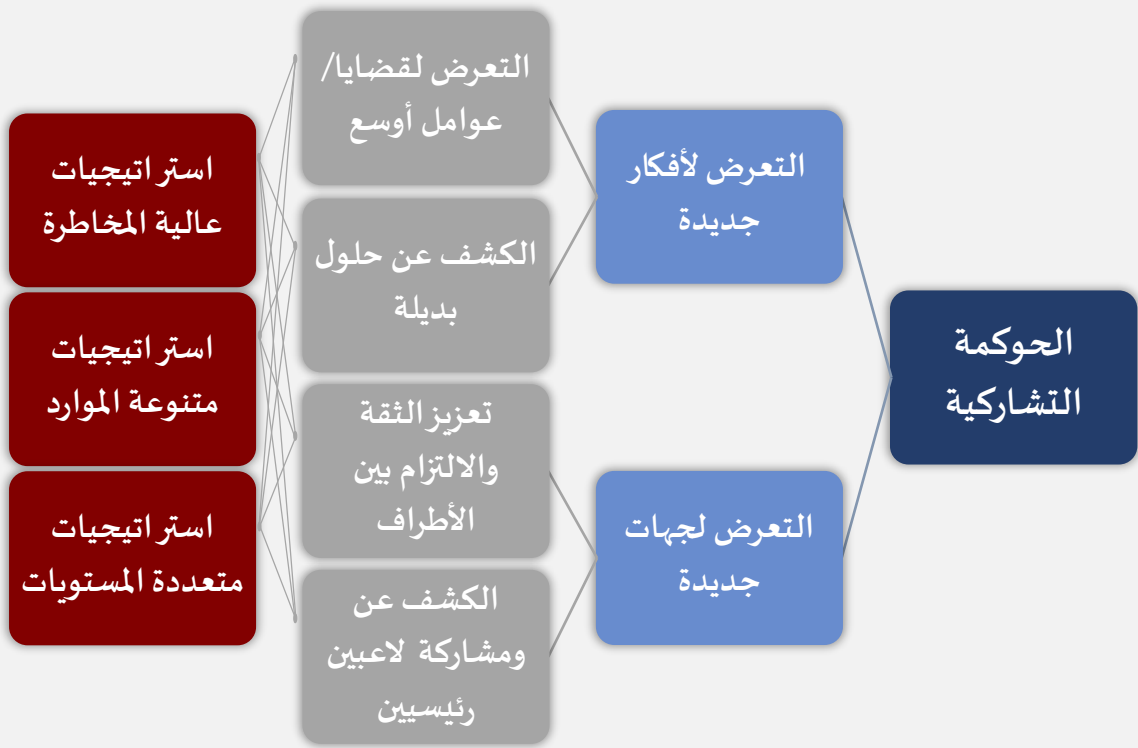 الحوكمة
التشاركية
التعرض لأفكار
جديدة
التعرض لجهات
جديدة
التعرض لقضايا/
عوامل أوسع
الكشف عن حلول
بديلة
تعزيز الثقة
والالتزام بين
الأطراف
الكشف عن
ومشاركة لاعبين
رئيسيين
استراتيجيات
عالية المخاطرة
استراتيجيات
متنوعة الموارد
استراتيجيات
متعددة المستويات